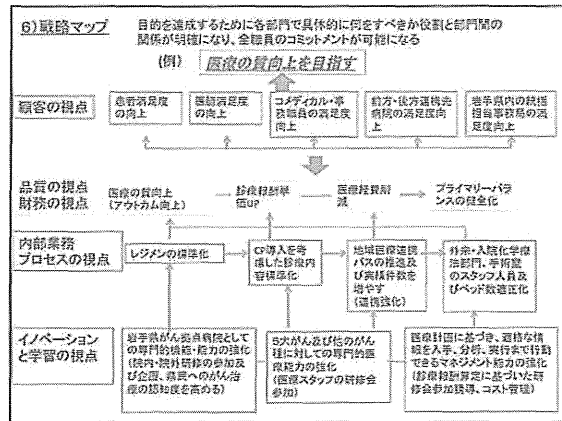 6)戦略マップ
目的を達成するために各部門で具体的に何をすべきか役割と部門間の
関係が明確になり、全職員のコミットメントが可能になる
(例) 医療の質向上を目指す
顧客の視点
患者満足度
の向上
医師満足度
の向上
コメディカル・事
務職員の満足度
向上
前方・後方連携先
病院の満足度向
上
岩手県内の統括
担当事務局の満
足度向上
品質の視点
財務の視点
医療の質向上
(アウトカム向上)
診療報酬単
価UP
医療経費削
減
プライマリーバラ
ンスの健全化
内部業務
プロセスの視点
レジメンの標準化
CP導入を考
慮した診療内
容標準化
地域医療連携
パスの推進及
び実績件数を
増やす
(連携強化)
外来・入院化学療
法部門、手術室
のスタッフ人員及
びベッド数適正化
イノベーション
と学習の視点
岩手県がん拠点病院としての
専門的機能・能力の強化
(院内・院外研修の参加及
び企画、県民へのがん治
療の認知度を高める)
5大がん及び他のがん
種に対しての専門的医
療能力の強化
(医療スタッフの研修会
参加)
医療計画に基づき、適格な情
報を入手、分析、実行まで行動
できるマネジメント能力の強化
(診療報酬算定に基づいた研
修会参加誘導、コスト管理)